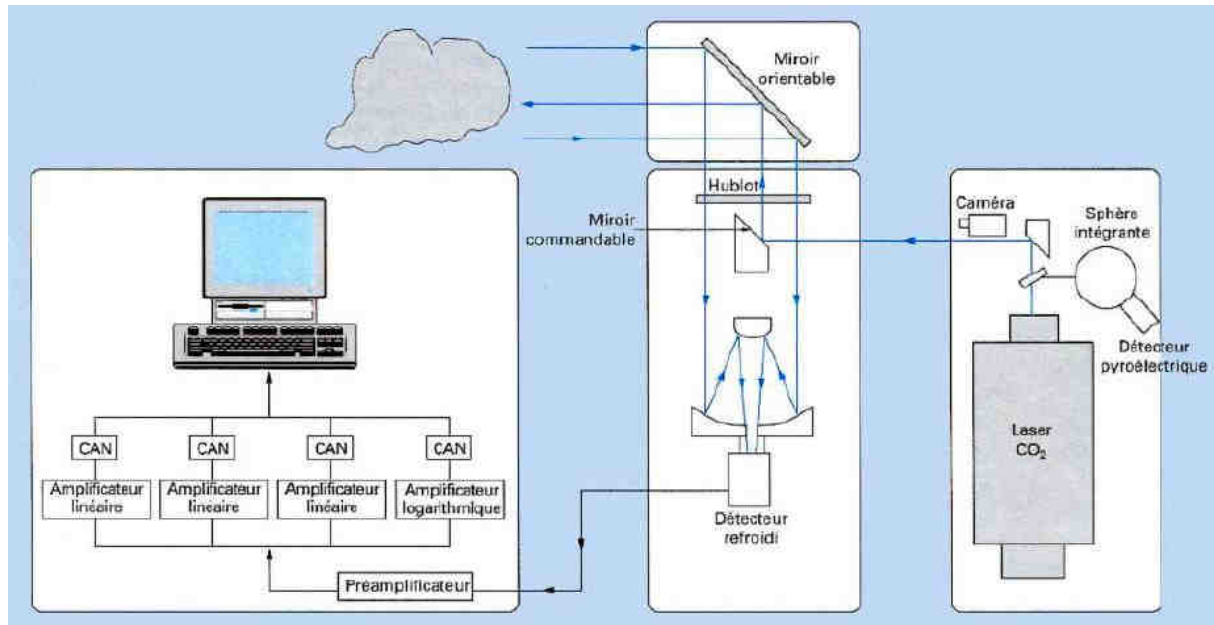 Miroir
orientable
Hublot
Miroir
commandable
Caméra
Sphère
intégrante
Détecteur
pyroélectrique
Laser
CO₂
CAN
CAN
CAN
CAN
Amplificateur
linéaire
Amplificateur
linéaire
Amplificateur
linéaire
Amplificateur
logarithmique
Détecteur
refroidi
Préamplificateur